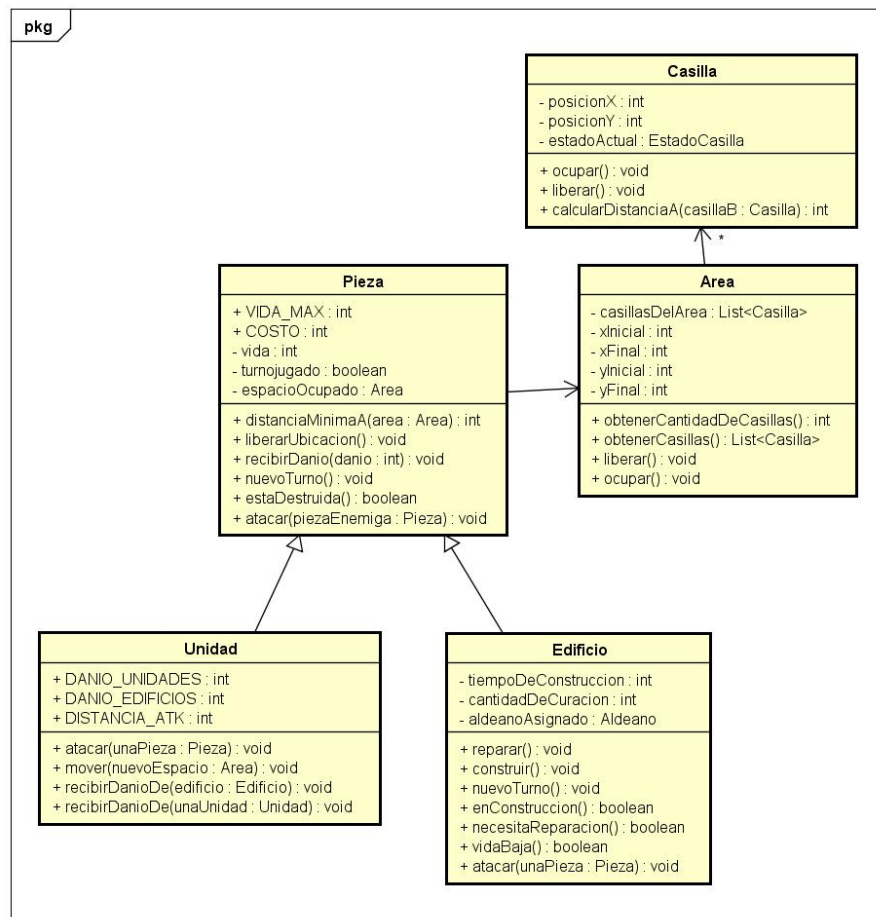 pkg
Casilla
- posicionX : int
- posicionY : int
- estadoActual : EstadoCasilla
+ ocupar() : void
+ liberar() : void
+ calcularDistanciaA(casillaB : Casilla) : int
*
Pieza
+ VIDA_MAX : int
+ COSTO : int
- vida : int
- turnojugado : boolean
- espacioOcupado : Area
+ distanciaMinimaA(area : Area) : int
+ liberarUbicacion() : void
+ recibirDanio(danio : int) : void
+ nuevoTurno() : void
+ estaDestruida() : boolean
+ atacar(piezaEnemiga : Pieza) : void
Area
- casillasDelArea : List<Casilla>
- xInicial : int
- xFinal : int
- yInicial : int
- yFinal : int
+ obtenerCantidadDeCasillas() : int
+ obtenerCasillas() : List<Casilla>
+ liberar() : void
+ ocupar() : void
Unidad
+ DANIO_UNIDADES : int
+ DANIO_EDIFICIOS : int
+ DISTANCIA_ATK : int
+ atacar(unaPieza : Pieza) : void
+ mover(nuevoEspacio : Area) : void
+ recibirDanioDe(edificio : Edificio) : void
+ recibirDanioDe(unaUnidad : Unidad) : void
Edificio
- tiempoDeConstruccion : int
- cantidadDeCuracion : int
- aldeanoAsignado : Aldeano
+ reparar() : void
+ construir() : void
+ nuevoTurno() : void
+ enConstruccion() : boolean
+ necesitaReparacion() : boolean
+ vidaBaja() : boolean
+ atacar(unaPieza : Pieza) : void